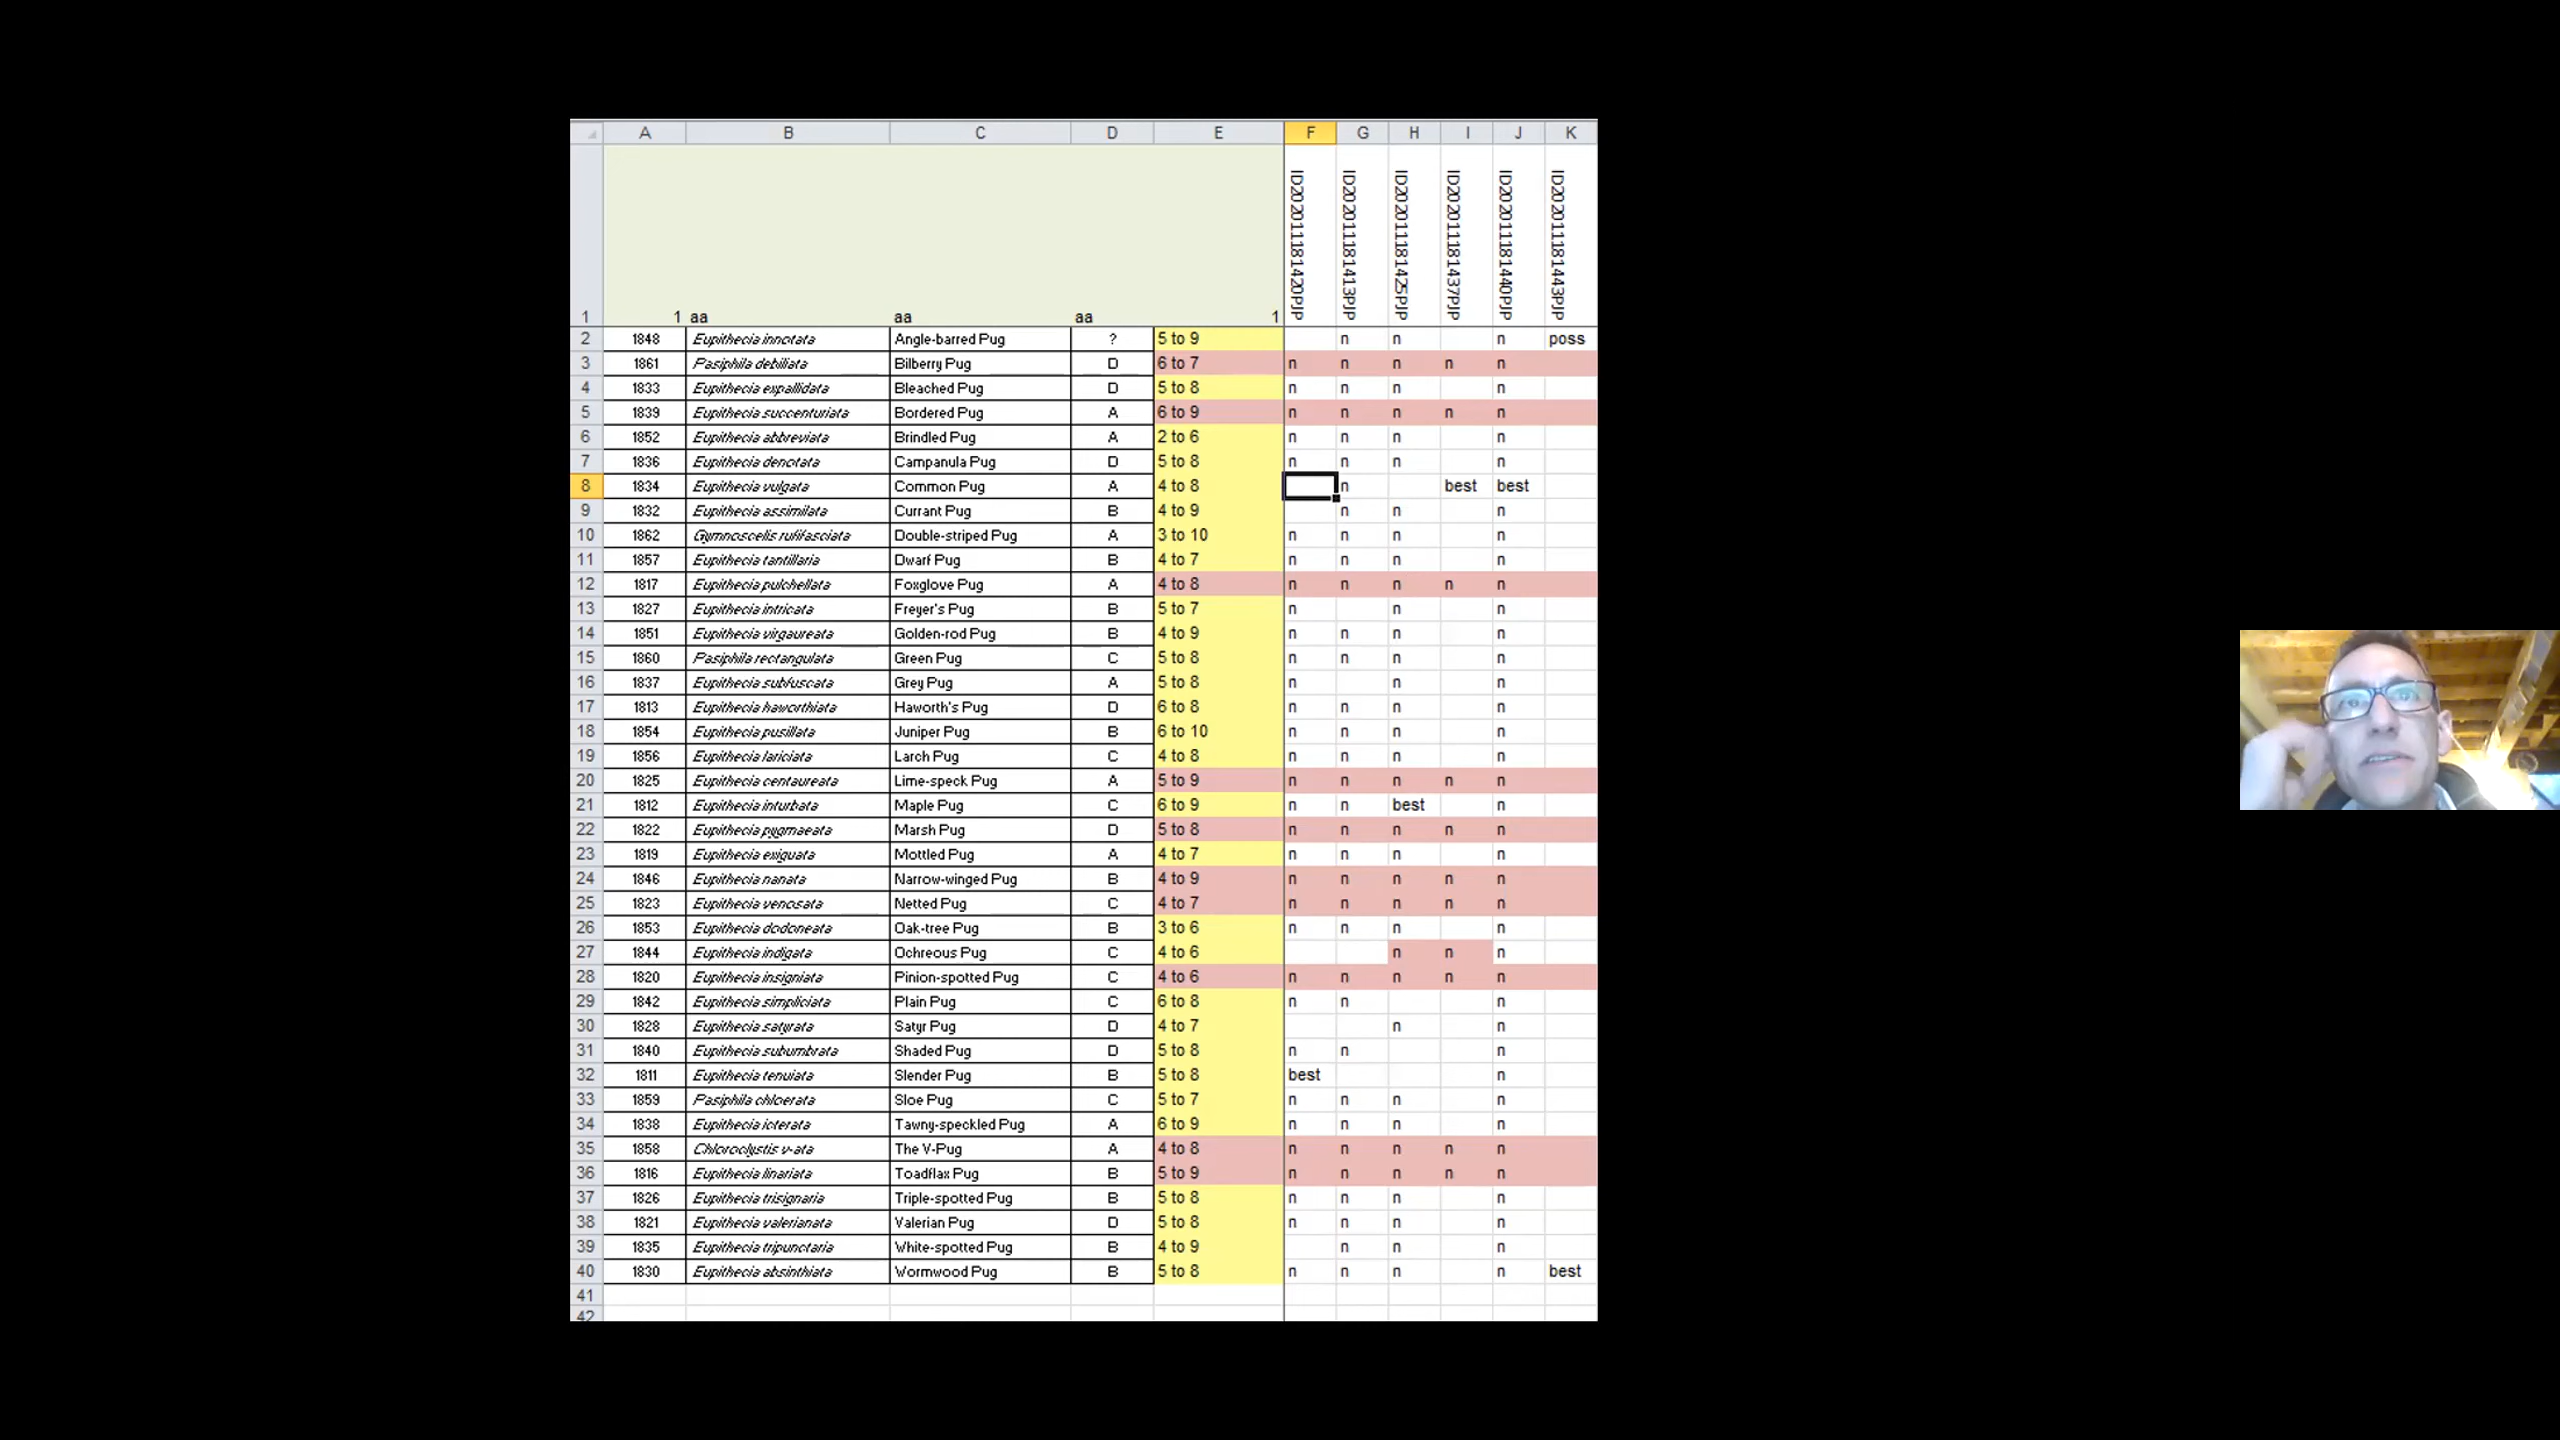 A B C D E F G H I J K
ID2020111181420PJP ID2020111181413PJP ID2020111181425PJP ID2020111181437PJP ID2020111181440PJP ID2020111181443PJP
1 1 aa aa aa 1
2 1848 Eupithecia innotata Angle-barred Pug ? 5 to 9 n n n poss
3 1861 Pasiphila debiliata Bilberry Pug D 6 to 7 n n n n n
4 1833 Eupithecia expallidata Bleached Pug D 5 to 8 n n n n
5 1839 Eupithecia succenturiata Bordered Pug A 6 to 9 n n n n n
6 1852 Eupithecia abbreviata Brindled Pug A 2 to 6 n n n n
7 1836 Eupithecia denotata Campanula Pug D 5 to 8 n n n n
8 1834 Eupithecia vulgata Common Pug A 4 to 8 n best best
9 1832 Eupithecia assimilata Currant Pug B 4 to 9 n n n
10 1862 Gymnoscelis rufifasciata Double-striped Pug A 3 to 10 n n n n
11 1857 Eupithecia tantillaria Dwarf Pug B 4 to 7 n n n n
12 1817 Eupithecia pulchellata Foxglove Pug A 4 to 8 n n n n n
13 1827 Eupithecia intricata Freyer's Pug B 5 to 7 n n n
14 1851 Eupithecia virgaureata Golden-rod Pug B 4 to 9 n n n n
15 1860 Pasiphila rectangulata Green Pug C 5 to 8 n n n n
16 1837 Eupithecia subfuscata Grey Pug A 5 to 8 n n n
17 1813 Eupithecia haworthiata Haworth's Pug D 6 to 8 n n n n
18 1854 Eupithecia pusillata Juniper Pug B 6 to 10 n n n n
19 1856 Eupithecia lariciata Larch Pug C 4 to 8 n n n n
20 1825 Eupithecia centaureata Lime-speck Pug A 5 to 9 n n n n n
21 1812 Eupithecia inturbata Maple Pug C 6 to 9 n n best n
22 1822 Eupithecia pygmaeata Marsh Pug D 5 to 8 n n n n n
23 1819 Eupithecia exiguata Mottled Pug A 4 to 7 n n n n
24 1846 Eupithecia nanata Narrow-winged Pug B 4 to 9 n n n n n
25 1823 Eupithecia venosata Netted Pug C 4 to 7 n n n n n
26 1853 Eupithecia dodoneata Oak-tree Pug B 3 to 6 n n n n
27 1844 Eupithecia indigata Ochreous Pug C 4 to 6 n n n
28 1820 Eupithecia insigniata Pinion-spotted Pug C 4 to 6 n n n n n
29 1842 Eupithecia simpliciata Plain Pug C 6 to 8 n n n
30 1828 Eupithecia satyrata Satyr Pug D 4 to 7 n n
31 1840 Eupithecia subumbrata Shaded Pug D 5 to 8 n n n
32 1811 Eupithecia tenuiata Slender Pug B 5 to 8 best n
33 1859 Pasiphila chloerata Sloe Pug C 5 to 7 n n n n
34 1838 Eupithecia icterata Tawny-speckled Pug A 6 to 9 n n n n
35 1858 Chloroclystis v-ata The V-Pug A 4 to 8 n n n n n
36 1816 Eupithecia linariata Toadflax Pug B 5 to 9 n n n n n
37 1826 Eupithecia trisignaria Triple-spotted Pug B 5 to 8 n n n n
38 1821 Eupithecia valerianata Valerian Pug D 5 to 8 n n n n
39 1835 Eupithecia tripunctaria White-spotted Pug B 4 to 9 n n n
40 1830 Eupithecia absinthiata Wormwood Pug B 5 to 8 n n n n best
41
42